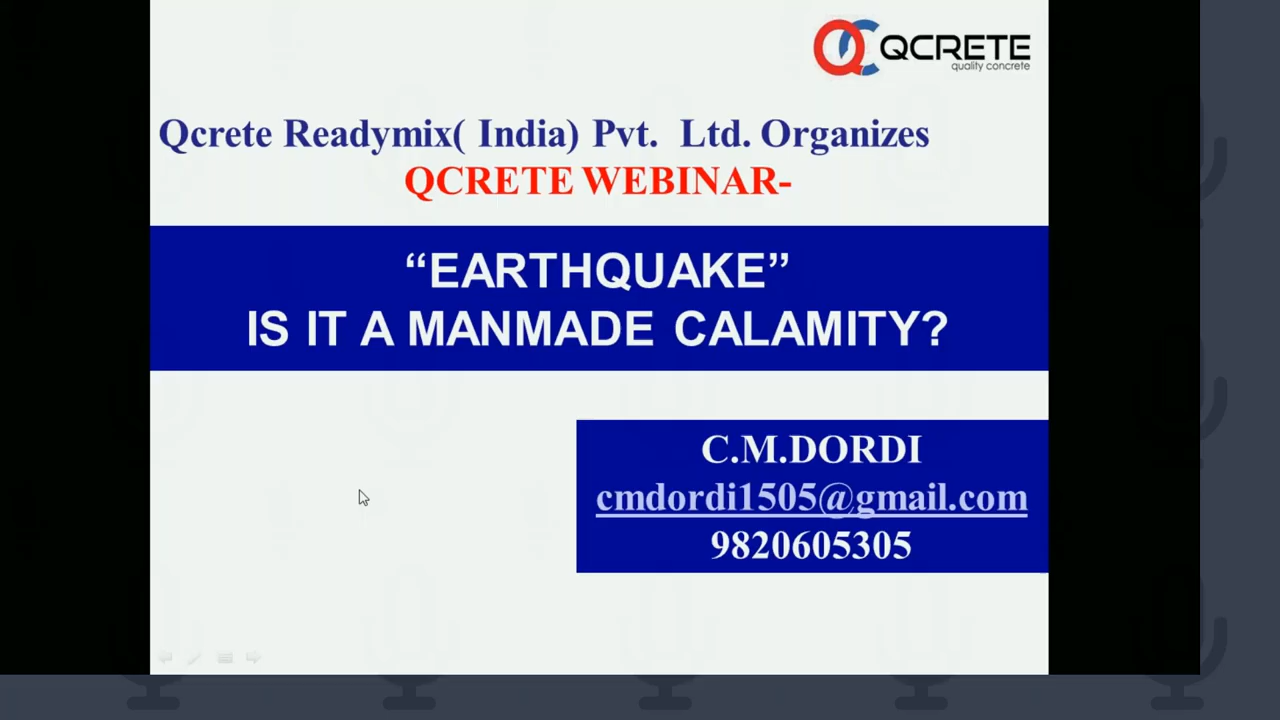 QCRETE
quality concrete
Qcrete Readymix( India) Pvt. Ltd. Organizes
QCRETE WEBINAR-
“EARTHQUAKE”
IS IT A MANMADE CALAMITY?
C.M.DORDI
cmdordi1505@gmail.com
9820605305